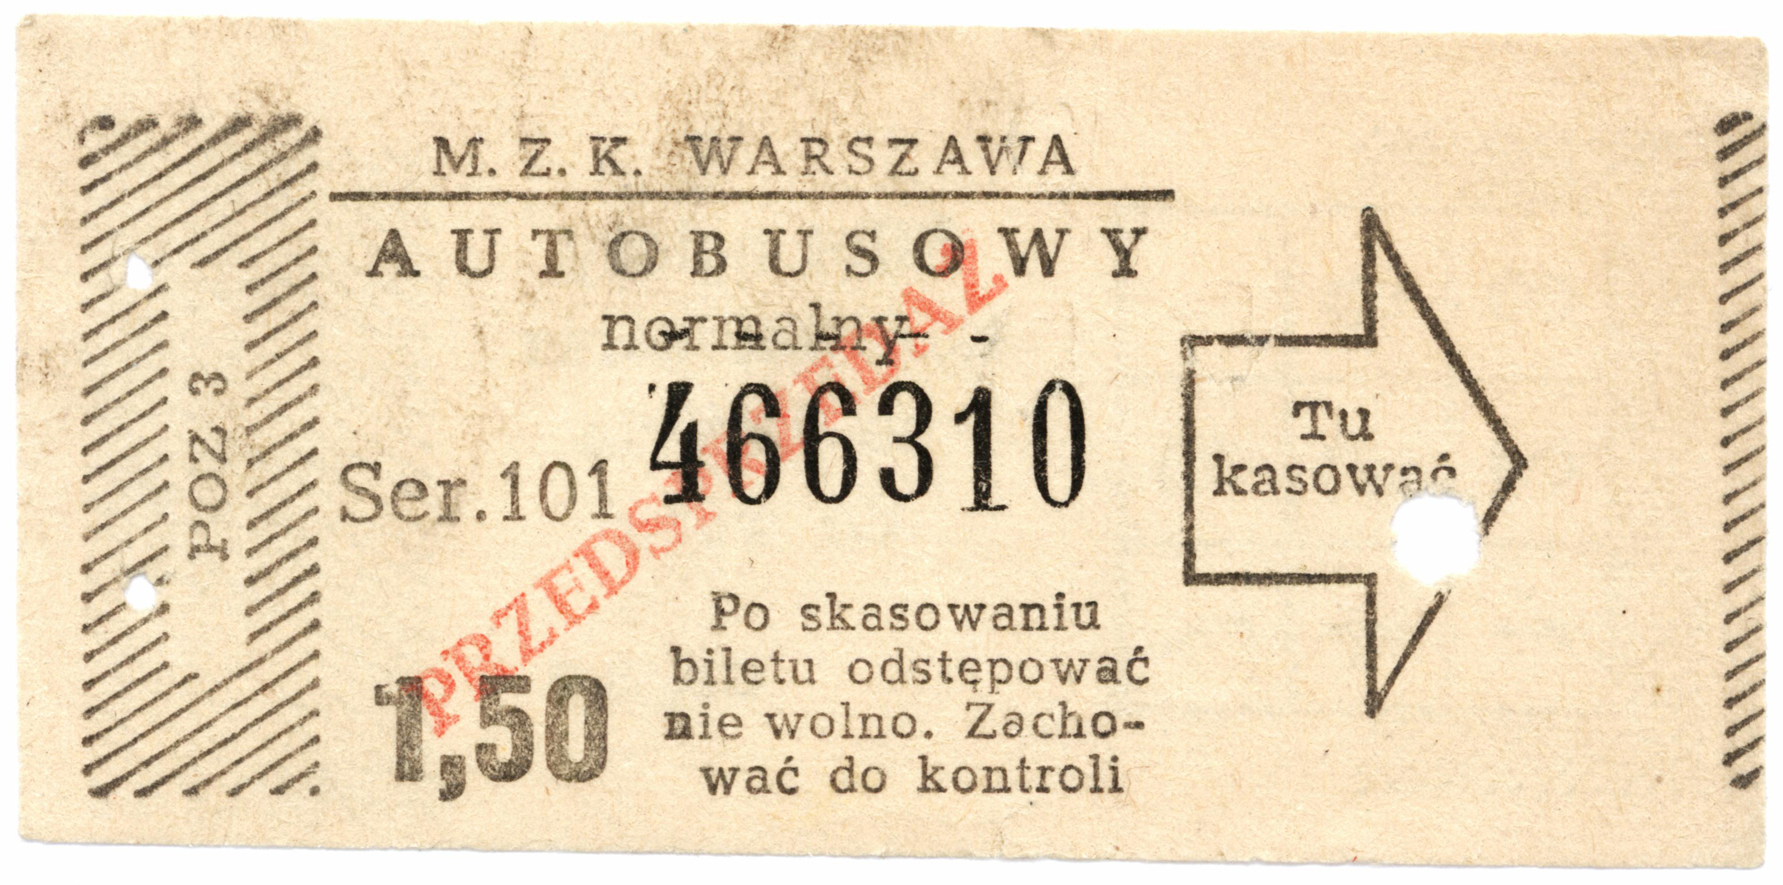 M. Z. K. WARSZAWA
AUTOBUSOWY
normalny
PRZEDSPRZEDAŻ
POZ 3
Ser. 101 466310
1,50
Po skasowaniu
biletu odstępować
nie wolno. Zacho-
wać do kontroli
Tu
kasować